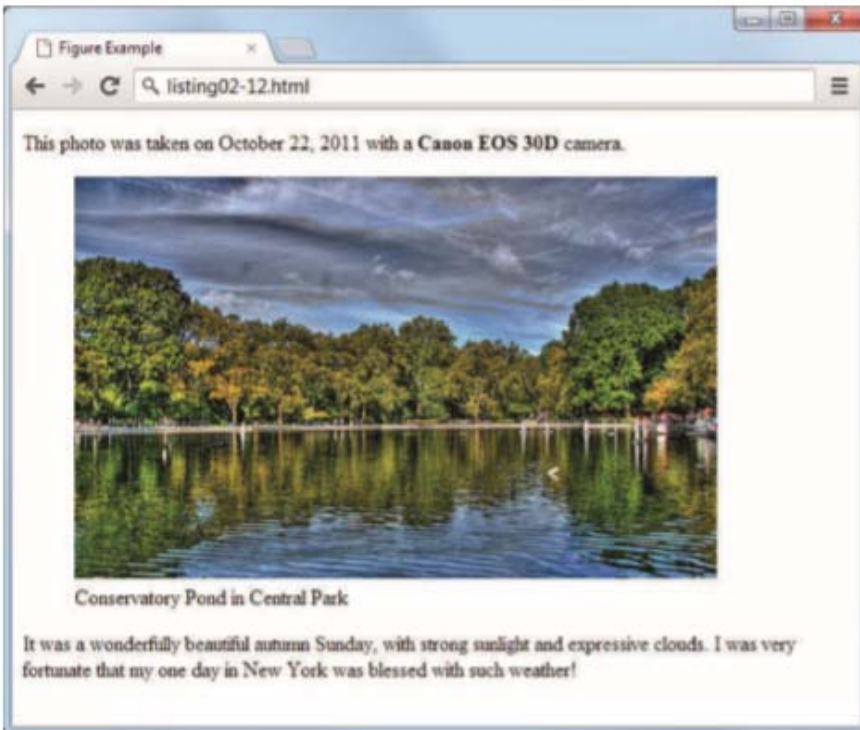 Figure Example
listing02-12.html
This photo was taken on October 22, 2011 with a Canon EOS 30D camera.
Conservatory Pond in Central Park
It was a wonderfully beautiful autumn Sunday, with strong sunlight and expressive clouds. I was very
fortunate that my one day in New York was blessed with such weather!